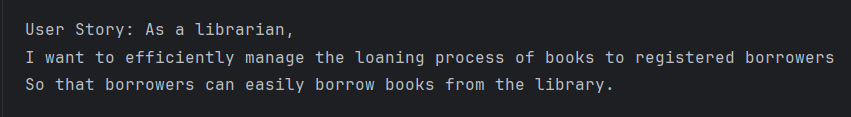 User Story: As a librarian,
I want to efficiently manage the loaning process of books to registered borrowers
So that borrowers can easily borrow books from the library.